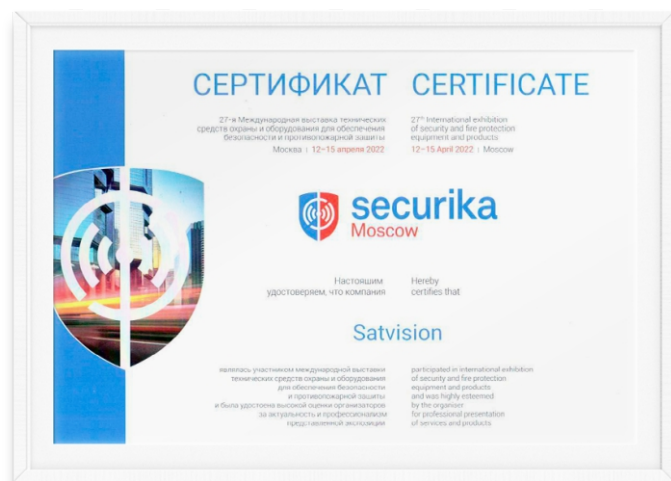 СЕРТИФИКАТ
27-я Международная выставка технических
средств охраны и оборудования для обеспечения
безопасности и противопожарной защиты
Москва | 12–15 апреля 2022
CERTIFICATE
27th International exhibition
of security and fire protection
equipment and products
12–15 April 2022 | Moscow
securika
Moscow
Настоящим
удостоверяем, что компания
Hereby
certifies that
Satvision
являлась участником международной выставки
технических средств охраны и оборудования
для обеспечения безопасности
и противопожарной защиты
и была удостоена высокой оценки организаторов
за актуальность и профессионализм
представленной экспозиции
participated in international exhibition
of security and fire protection
equipment and products
and was highly esteemed
by the organiser
for professional presentation
of services and products